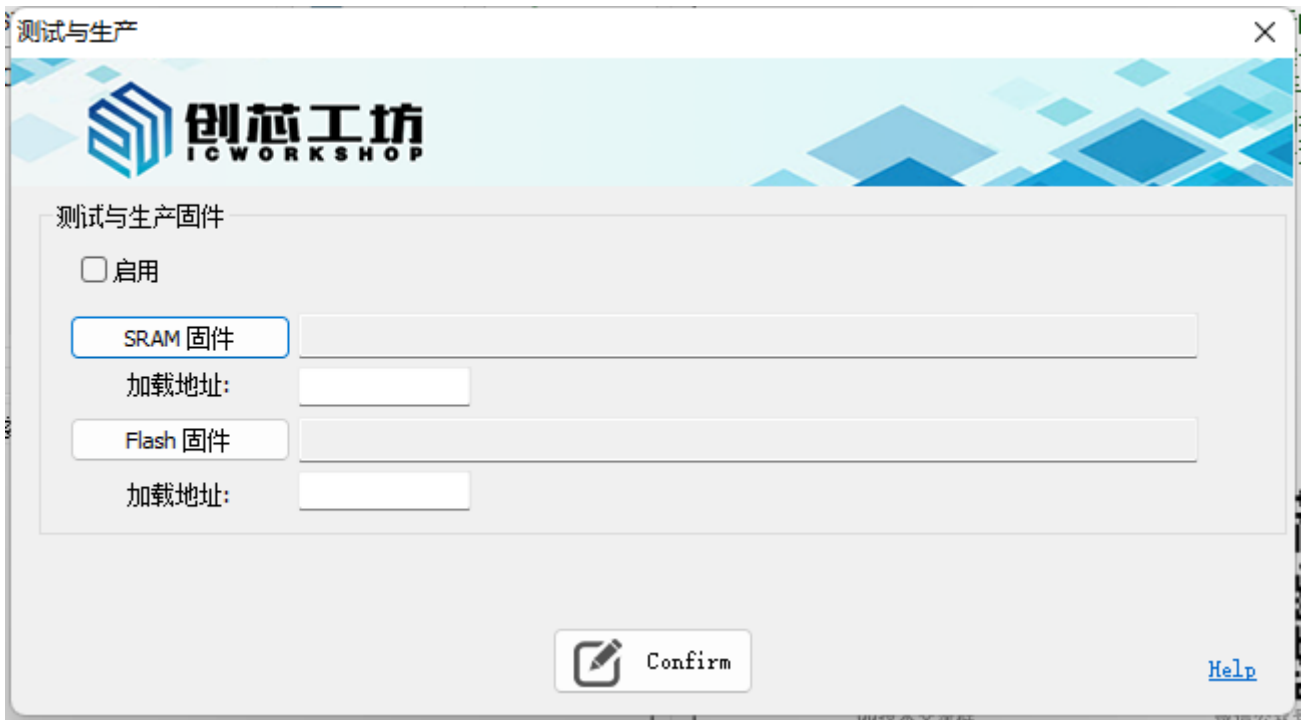 测试与生产
创芯工坊
ICWORKSHOP
测试与生产固件
启用
SRAM 固件
加载地址:
Flash 固件
加载地址:
Confirm
Help